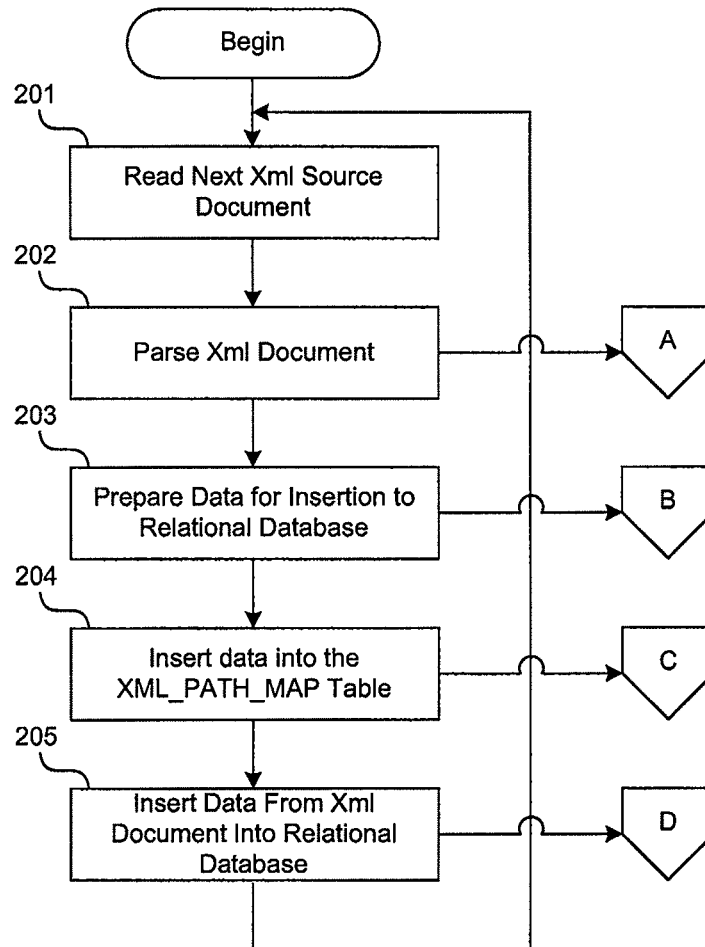 Begin
201
Read Next Xml Source
Document
202
Parse Xml Document
A
203
Prepare Data for Insertion to
Relational Database
B
204
Insert data into the
XML_PATH_MAP Table
C
205
Insert Data From Xml
Document Into Relational
Database
D